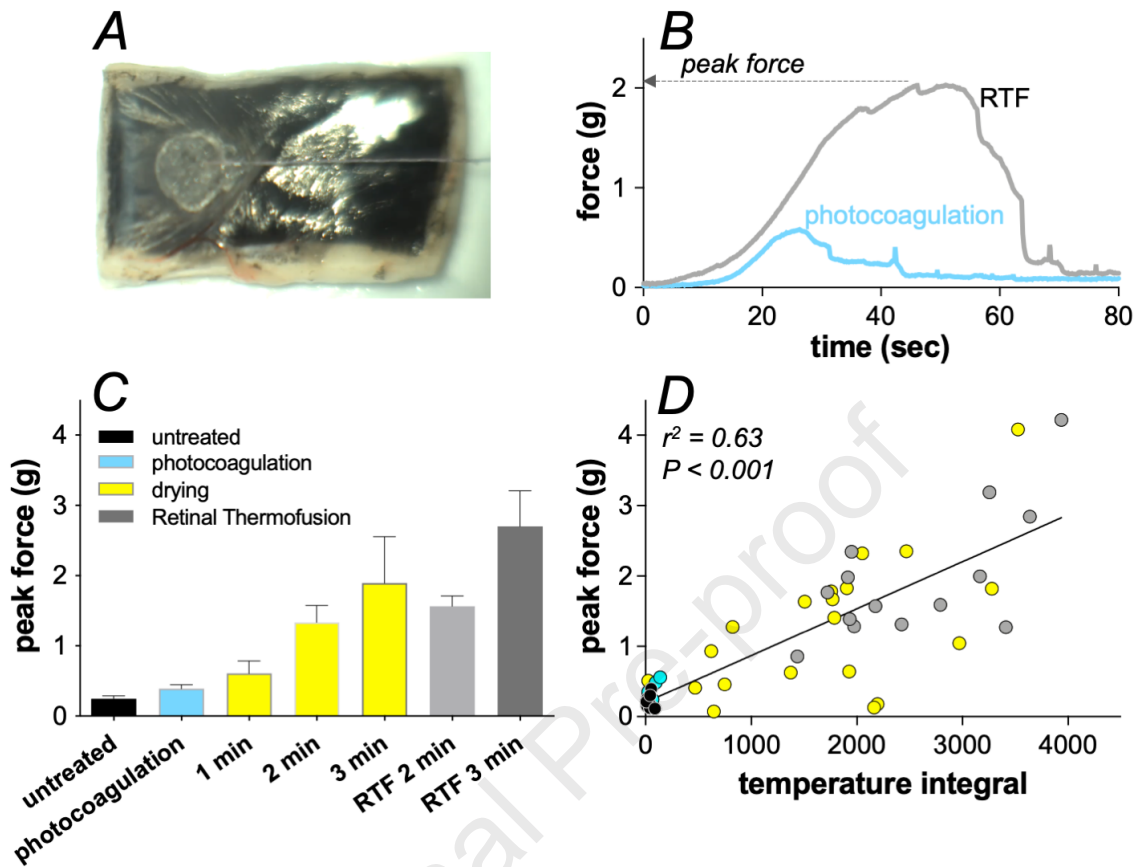 A
B
peak force
RTF
photocoagulation
force (g)
2
1
0
0
20
40
60
80
time (sec)
C
untreated
photocoagulation
drying
Retinal Thermofusion
peak force (g)
4
3
2
1
0
untreated
photocoagulation
1 min
2 min
3 min
RTF 2 min
RTF 3 min
D
r² = 0.63
P < 0.001
peak force (g)
4
3
2
1
0
0
1000
2000
3000
4000
temperature integral
al Pre-proof